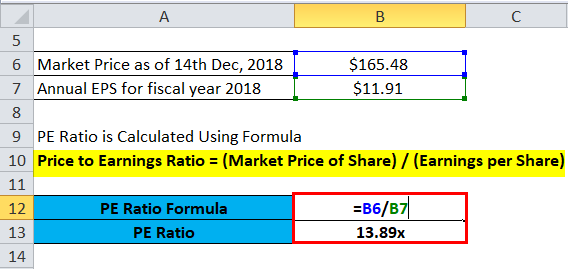 A B C
5
6 Market Price as of 14th Dec, 2018 $165.48
7 Annual EPS for fiscal year 2018 $11.91
8
9 PE Ratio is Calculated Using Formula
10 Price to Earnings Ratio = (Market Price of Share) / (Earnings per Share)
11
12 PE Ratio Formula =B6/B7
13 PE Ratio 13.89x
14